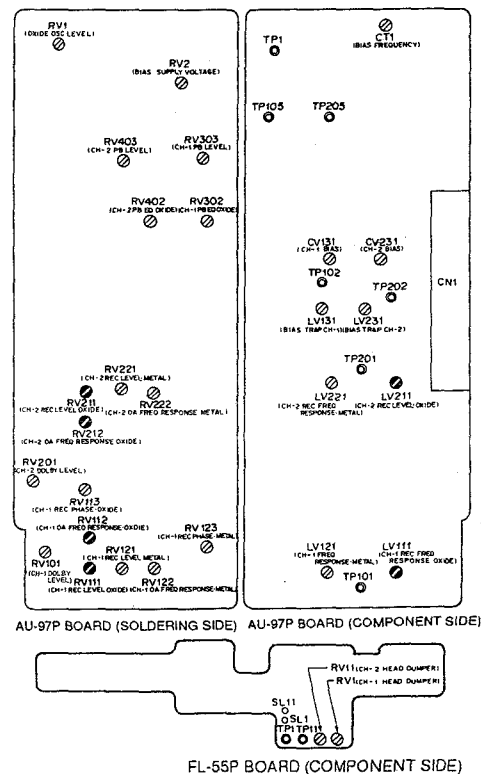 RV1
(OXIDE OSC LEVEL)
RV2
(BIAS SUPPLY VOLTAGE)
RV403
(CH-2 PB LEVEL)
RV303
(CH-1 PB LEVEL)
RV402
(CH-2 PB EQ OXIDE)
RV302
(CH-1 PB EQ OXIDE)
RV221
(CH-2 REC LEVEL-METAL)
RV211
(CH-2 REC LEVEL OXIDE)
RV222
(CH-2 OA FREQ RESPONSE METAL)
RV212
(CH-2 OA FREQ RESPONSE OXIDE)
RV201
(CH-2 DOLBY LEVEL)
RV113
(CH-1 REC PHASE-OXIDE)
RV112
(CH-1 OA FREQ RESPONSE-OXDIE)
RV123
(CH-1 REC PHASE-METAL)
RV101
(CH-1 DOLBY
LEVEL)
RV121
(CH-1 REC LEVEL METAL)
RV111
(CH-1 REC LEVEL OXIDE)
RV122
(CH-1 OA FREQ RESPONSE-METAL)
AU-97P BOARD (SOLDERING SIDE)
TP1
CT1
(BIAS FREQUENCY)
TP105
TP205
CV131
(CH-1 BIAS)
CV231
(CH-2 BIAS)
TP102
TP202
CN1
LV131
(BIAS TRAP CH-1)
LV231
(BIAS TRAP CH-2)
TP201
LV221
(CH-2 REC FREQ
RESPONSE-METAL)
LV211
(CH-2 REC LEVEL-OXIDE)
LV121
(CH-1 FREQ
RESPONSE-METAL)
LV111
(CH-1 REC FREQ
RESPONSE OXIDE)
TP101
AU-97P BOARD (COMPONENT SIDE)
RV11 (CH-2 HEAD DUMPER)
RV1 (CH-1 HEAD DUMPER)
SL11
SL1
TP1 TP11
FL-55P BOARD (COMPONENT SIDE)